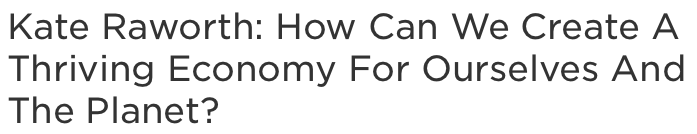 Kate Raworth: How Can We Create A
Thriving Economy For Ourselves And
The Planet?